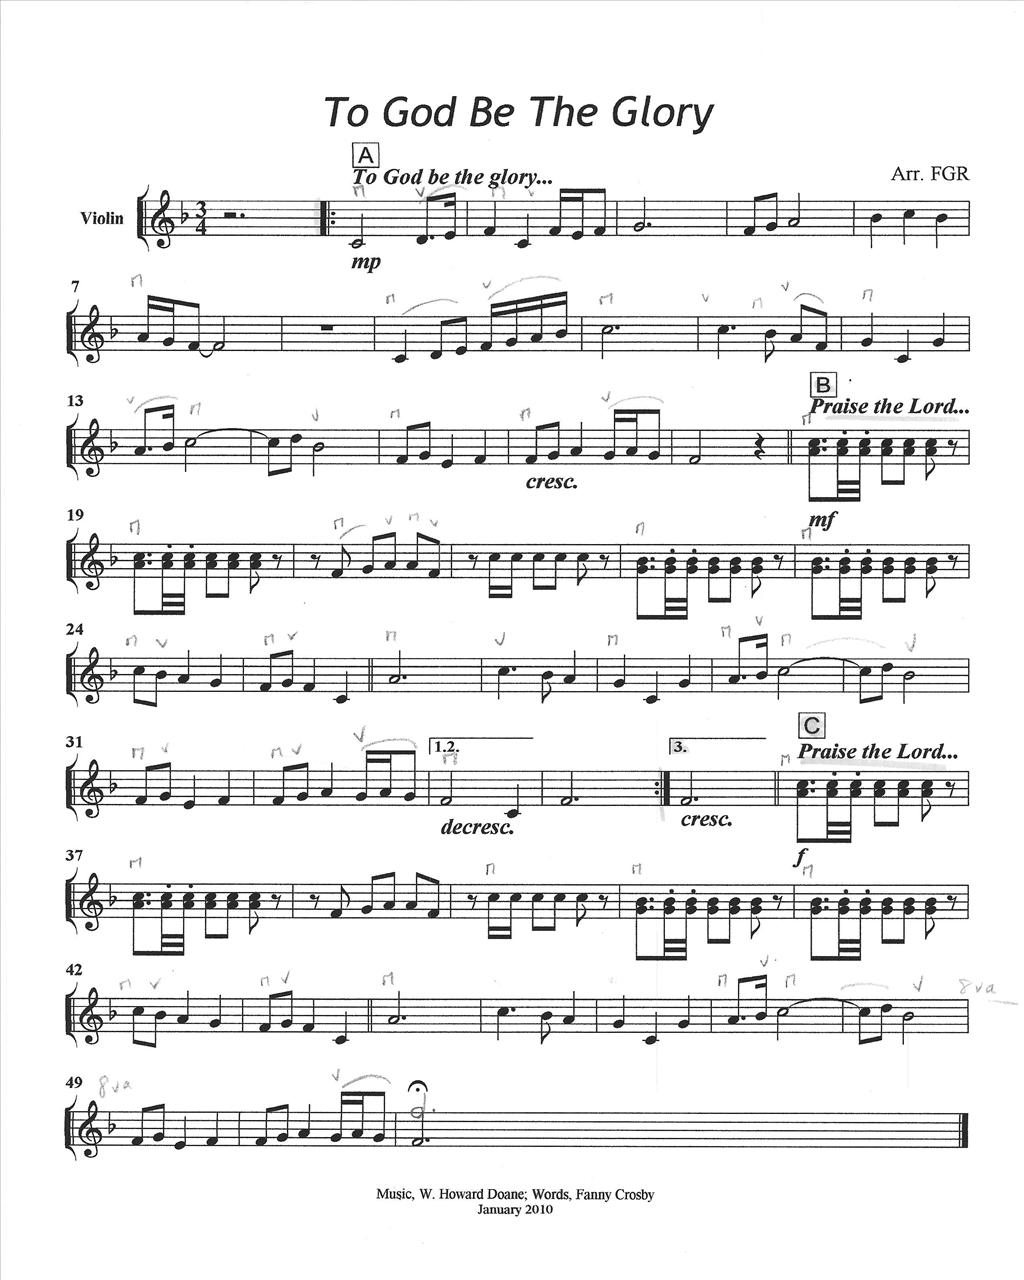 To God Be The Glory
A
To God be the glory...
Arr. FGR
Violin
3
4
mp
7
13
B
Praise the Lord...
cresc.
mf
19
24
31
C
Praise the Lord...
1.2.
3.
decresc.
cresc.
f
37
42
8va
49
8va
Music, W. Howard Doane; Words, Fanny Crosby
January 2010